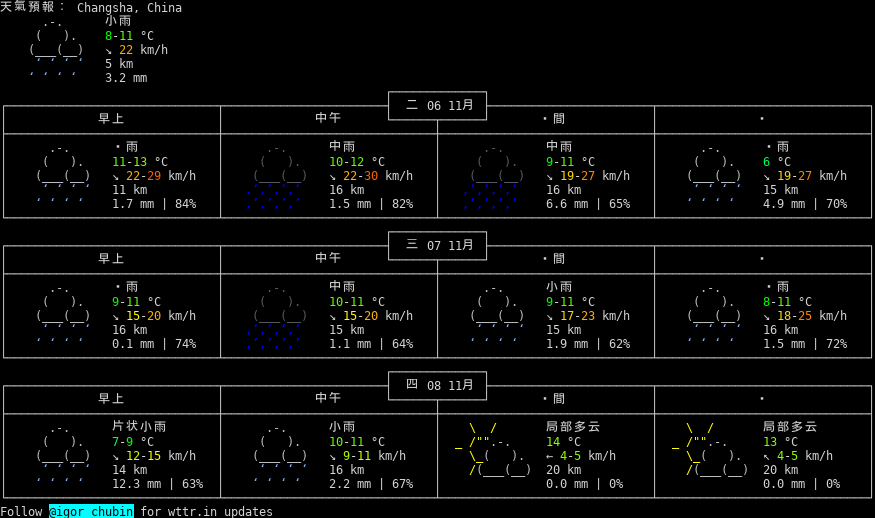 天氣預報： Changsha, China
小雨
8-11 °C
↘ 22 km/h
5 km
3.2 mm
二 06 11月
早上 中午 ・間 ・
・雨 中雨 中雨 ・雨
11-13 °C 10-12 °C 9-11 °C 6 °C
↘ 22-29 km/h ↘ 22-30 km/h ↘ 19-27 km/h ↘ 19-27 km/h
11 km 16 km 16 km 15 km
1.7 mm | 84% 1.5 mm | 82% 6.6 mm | 65% 4.9 mm | 70%
三 07 11月
早上 中午 ・間 ・
・雨 中雨 小雨 ・雨
9-11 °C 10-11 °C 9-11 °C 8-11 °C
↘ 15-20 km/h ↘ 15-20 km/h ↘ 17-23 km/h ↘ 18-25 km/h
16 km 15 km 15 km 16 km
0.1 mm | 74% 1.1 mm | 64% 1.9 mm | 62% 1.5 mm | 72%
四 08 11月
早上 中午 ・間 ・
片状小雨 小雨 局部多云 局部多云
7-9 °C 10-11 °C 14 °C 13 °C
↘ 12-15 km/h ↘ 9-11 km/h ← 4-5 km/h ↖ 4-5 km/h
14 km 16 km 20 km 20 km
12.3 mm | 63% 2.2 mm | 67% 0.0 mm | 0% 0.0 mm | 0%
Follow @igor_chubin for wttr.in updates